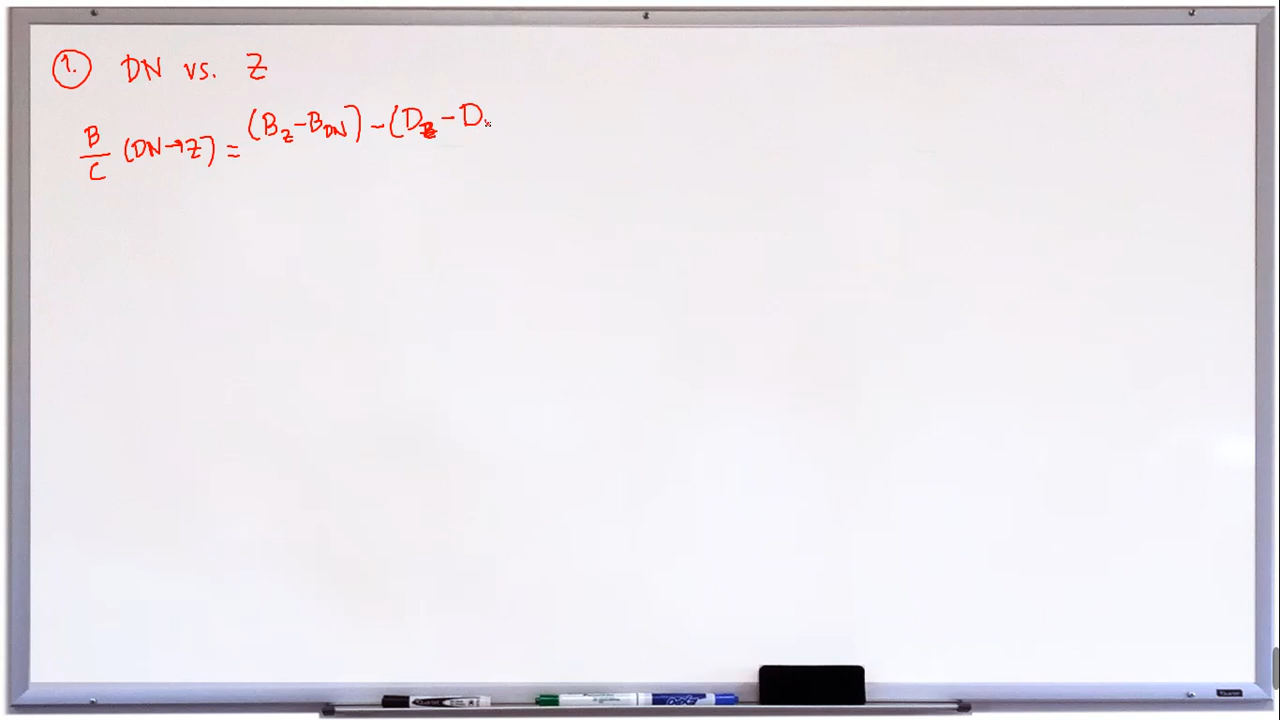 1. DN vs. Z
B/C (DN→Z) = (B_Z - B_DN) - (D_Z - D